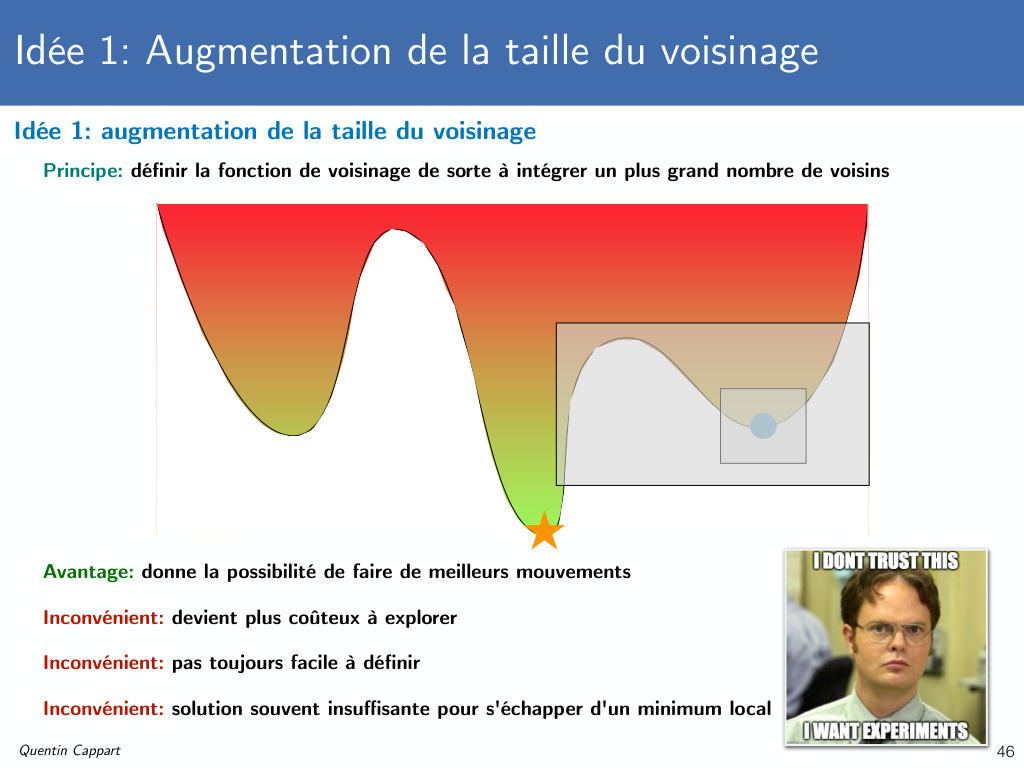 Idée 1: Augmentation de la taille du voisinage
Idée 1: augmentation de la taille du voisinage
Principe: définir la fonction de voisinage de sorte à intégrer un plus grand nombre de voisins
Avantage: donne la possibilité de faire de meilleurs mouvements
Inconvénient: devient plus coûteux à explorer
Inconvénient: pas toujours facile à définir
Inconvénient: solution souvent insuffisante pour s'échapper d'un minimum local
I DONT TRUST THIS
I WANT EXPERIMENTS
Quentin Cappart
46